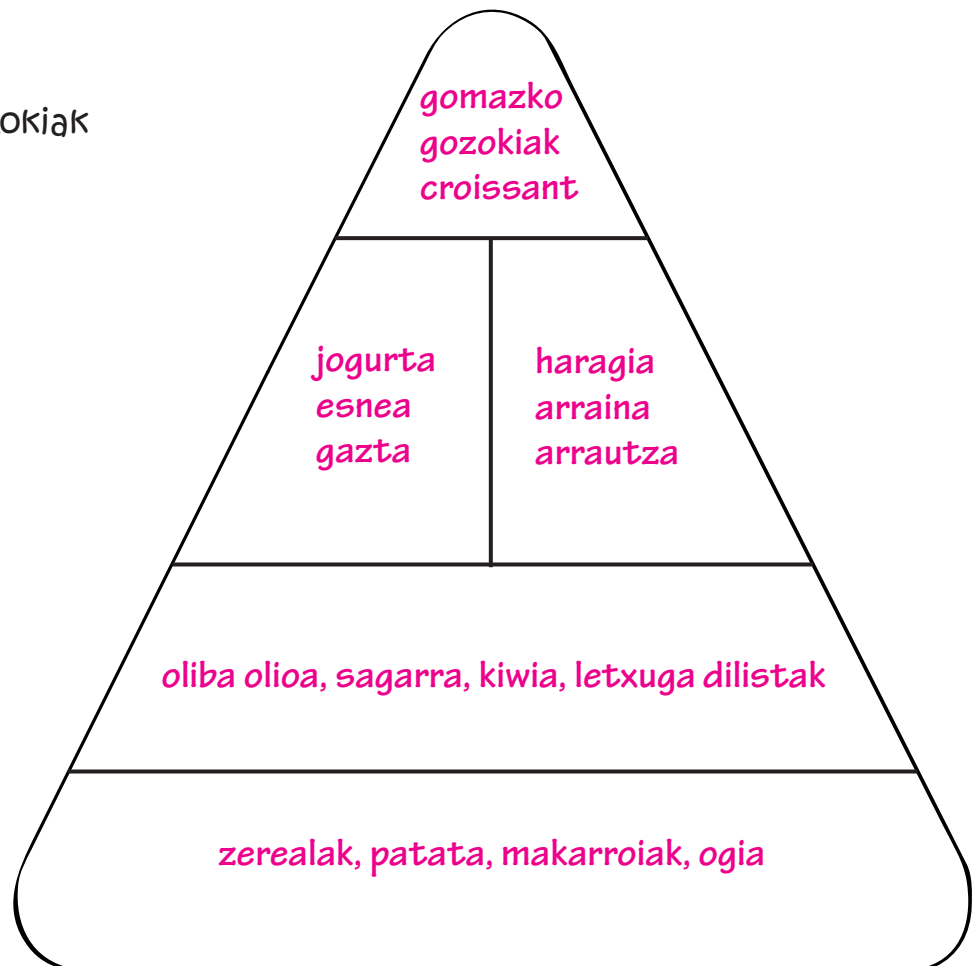 okiak
gomazko
gozokiak
croissant
jogurta
esnea
gazta
haragia
arraina
arrautza
oliba olioa, sagarra, kiwia, letxuga dilistak
zerealak, patata, makarroiak, ogia